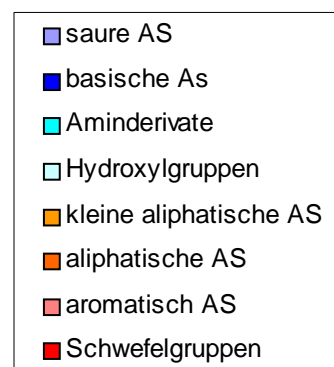 saure AS
basische As
Aminderivate
Hydroxylgruppen
kleine aliphatische AS
aliphatische AS
aromatisch AS
Schwefelgruppen